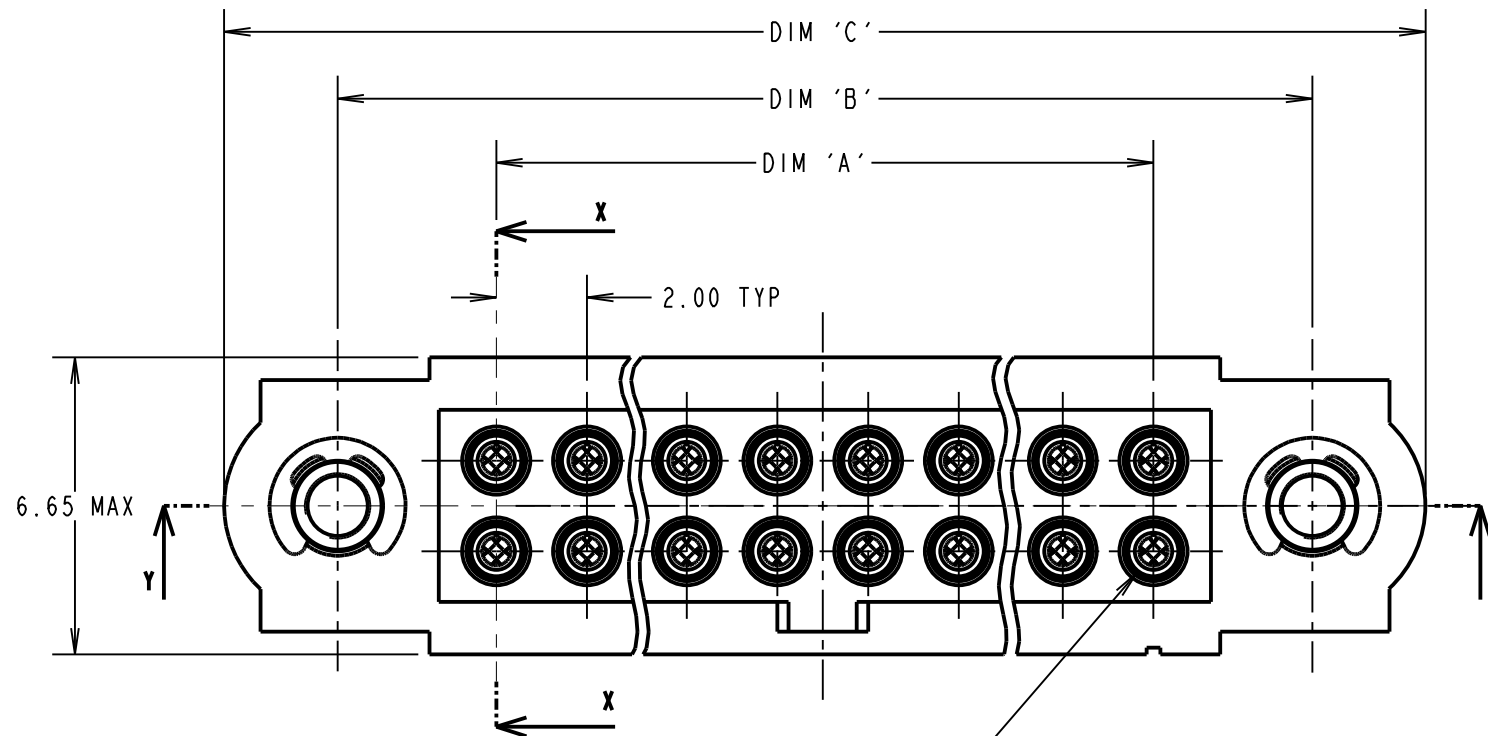 DIM 'C'
DIM 'B'
DIM 'A'
X
2.00 TYP
6.65 MAX
Y
X